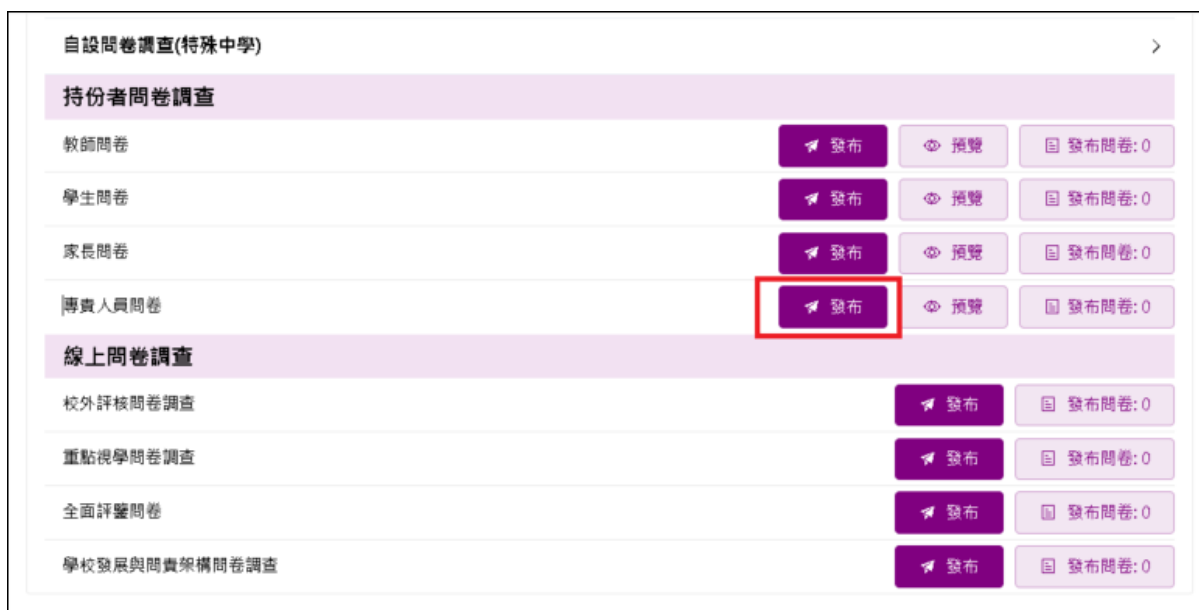 自設問卷調查(特殊中學)
持份者問卷調查
教師問卷 發布 預覽 發布問卷: 0
學生問卷 發布 預覽 發布問卷: 0
家長問卷 發布 預覽 發布問卷: 0
專責人員問卷 發布 預覽 發布問卷: 0
線上問卷調查
校外評核問卷調查 發布 發布問卷: 0
重點視學問卷調查 發布 發布問卷: 0
全面評鑒問卷 發布 發布問卷: 0
學校發展與問責架構問卷調查 發布 發布問卷: 0